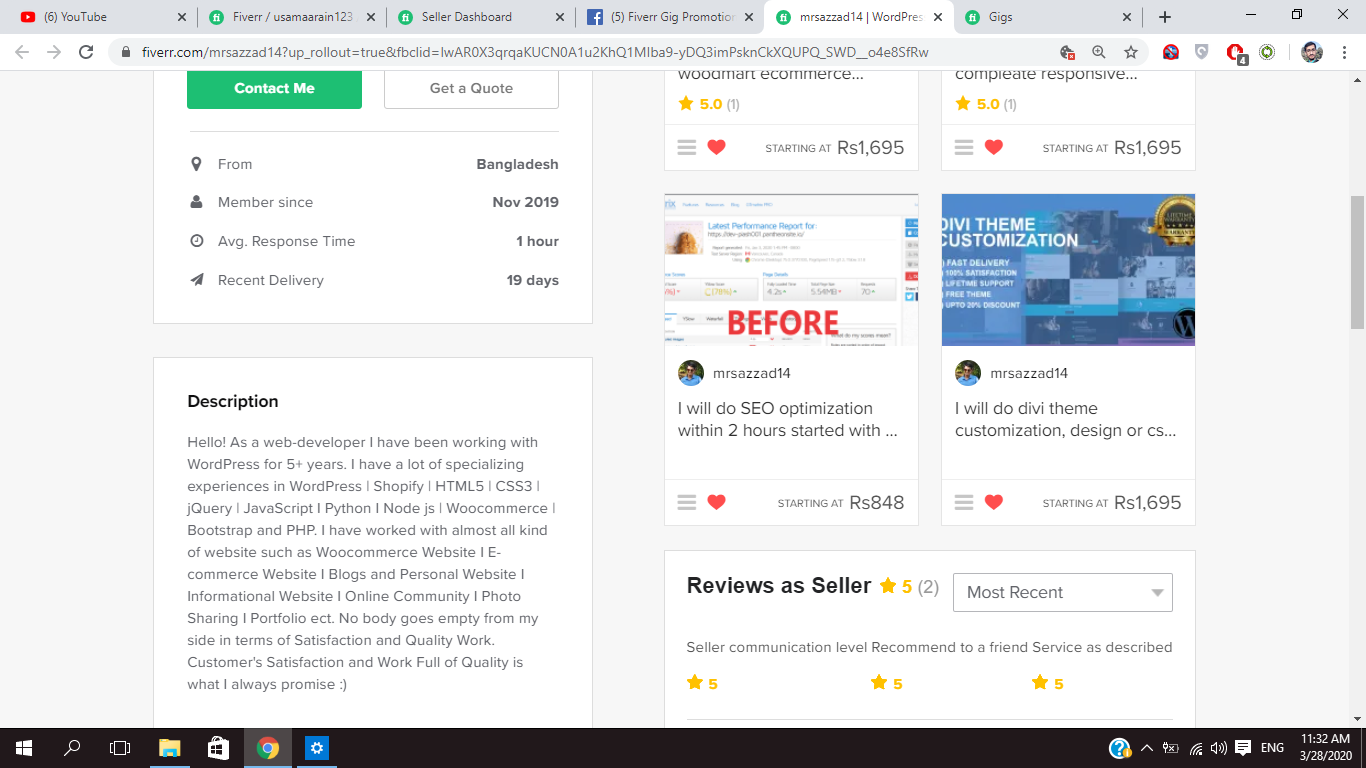 (6) YouTube
Fiverr / usamaarain123
Seller Dashboard
(5) Fiverr Gig Promotion
mrsazzad14 | WordPres
Gigs
fiverr.com/mrsazzad14?up_rollout=true&fbclid=IwAR0X3qrqaKUCN0A1u2KhQ1MIba9-yDQ3imPsknCkXQUPQ_SWD__o4e8SfRw
4
Contact Me
Get a Quote
From Bangladesh
Member since Nov 2019
Avg. Response Time 1 hour
Recent Delivery 19 days
Description
Hello! As a web-developer I have been working with
WordPress for 5+ years. I have a lot of specializing
experiences in WordPress | Shopify | HTML5 | CSS3 |
jQuery | JavaScript I Python I Node js | Woocommerce |
Bootstrap and PHP. I have worked with almost all kind
of website such as Woocommerce Website I E-
commerce Website I Blogs and Personal Website I
Informational Website I Online Community I Photo
Sharing I Portfolio ect. No body goes empty from my
side in terms of Satisfaction and Quality Work.
Customer's Satisfaction and Work Full of Quality is
what I always promise :)
woodmart ecommerce...
5.0 (1)
STARTING AT Rs1,695
compleate responsive...
5.0 (1)
STARTING AT Rs1,695
Latest Performance Report for:
BEFORE
mrsazzad14
I will do SEO optimization
within 2 hours started with ...
STARTING AT Rs848
DIVI THEME
CUSTOMIZATION
FAST DELIVERY
100% SATISFACTION
LIFETIME SUPPORT
FREE THEME
UPTO 20% DISCOUNT
LIFETIME
WARRANTY
mrsazzad14
I will do divi theme
customization, design or cs...
STARTING AT Rs1,695
Reviews as Seller 5 (2)
Most Recent
Seller communication level Recommend to a friend Service as described
5 5 5
ENG
11:32 AM
3/28/2020